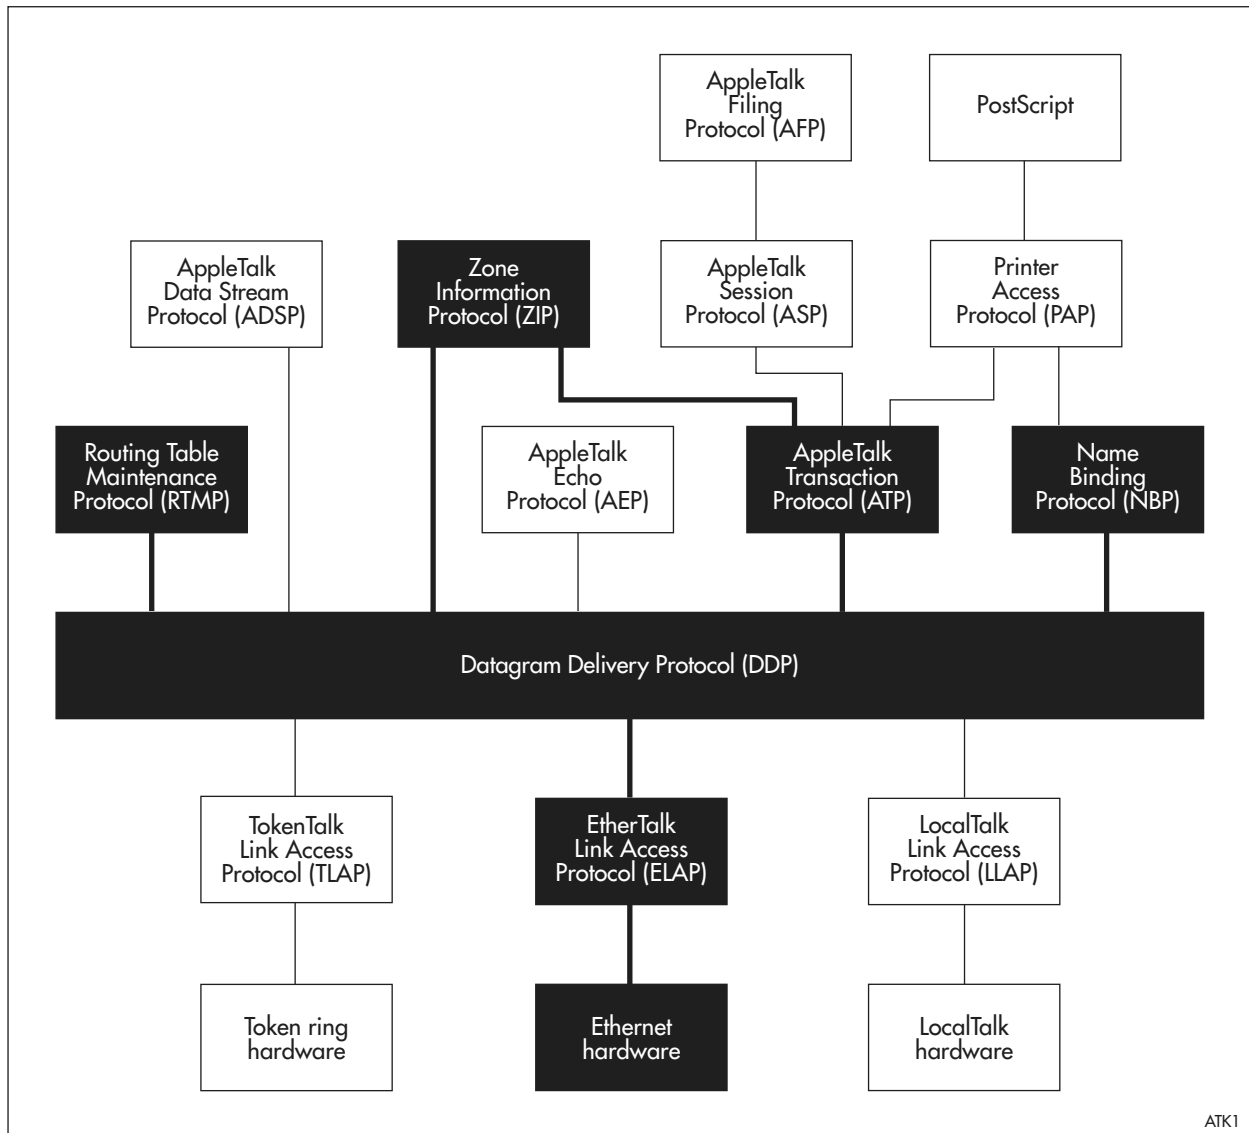 AppleTalk
Filing
Protocol (AFP)
PostScript
AppleTalk
Data Stream
Protocol (ADSP)
Zone
Information
Protocol (ZIP)
AppleTalk
Session
Protocol (ASP)
Printer
Access
Protocol (PAP)
Routing Table
Maintenance
Protocol (RTMP)
AppleTalk
Echo
Protocol (AEP)
AppleTalk
Transaction
Protocol (ATP)
Name
Binding
Protocol (NBP)
Datagram Delivery Protocol (DDP)
TokenTalk
Link Access
Protocol (TLAP)
EtherTalk
Link Access
Protocol (ELAP)
LocalTalk
Link Access
Protocol (LLAP)
Token ring
hardware
Ethernet
hardware
LocalTalk
hardware
ATK1